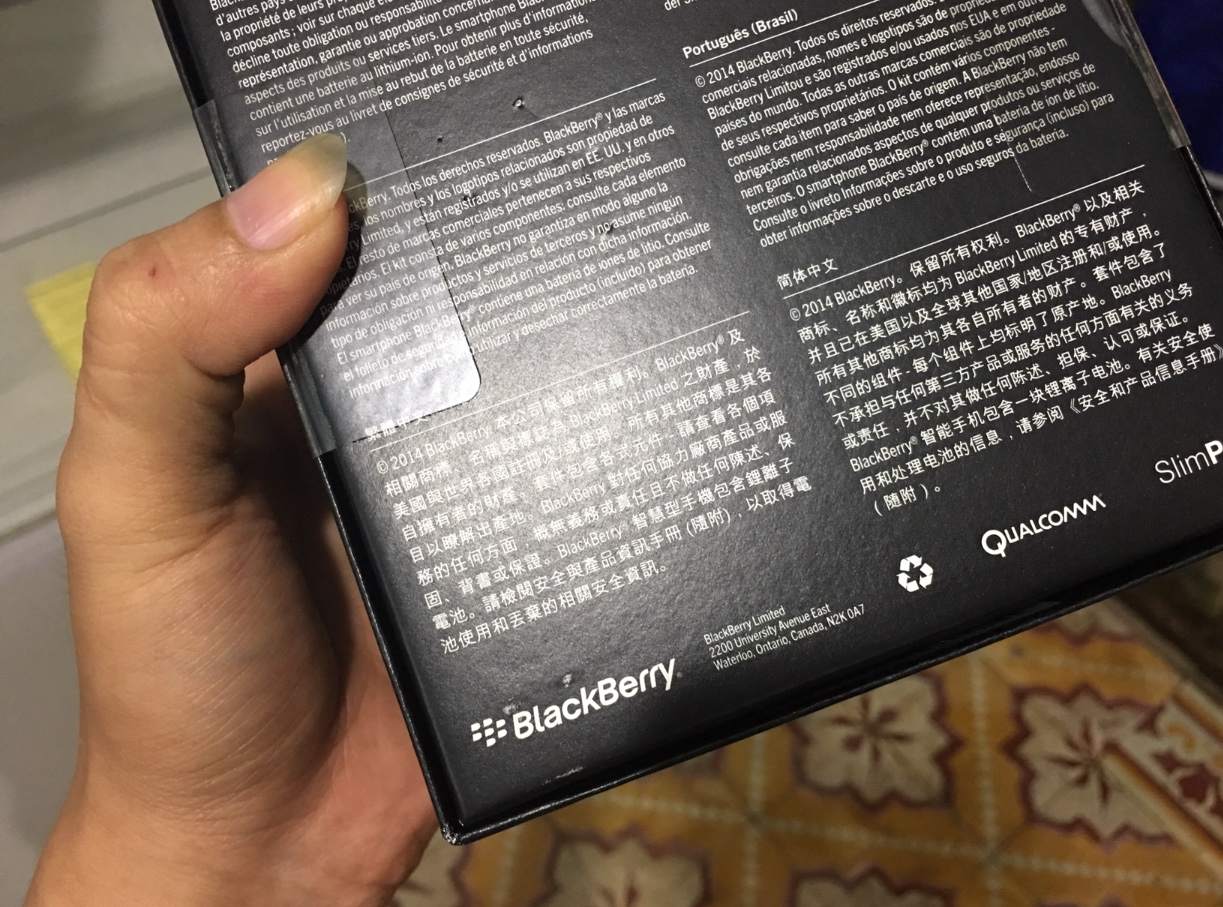 d'autres pays
la propriété de leurs
composants ; voir sur chaque
décline toute obligation ou responsabilité
représentation, garantie ou approbation
aspects des produits ou services tiers. Le smartphone
contient une batterie au lithium-ion. Pour obtenir plus d'informations
sur l'utilisation et la mise au rebut de la batterie en toute sécurité,
reportez-vous au livret de consignes de sécurité et d'informations
Todos los derechos reservados. BlackBerry® y las marcas
los nombres y los logotipos relacionados son propiedad de
Limited, y están registrados y/o se utilizan en EE. UU. y en otros
El resto de marcas comerciales pertenecen a sus respectivos
El kit consta de varios componentes: consulte cada elemento
ver su país de origen. BlackBerry no garantiza en modo alguno la
información sobre productos y servicios de terceros y no asume ningún
tipo de obligación ni responsabilidad en relación con dicha información.
El smartphone BlackBerry® contiene una batería de iones de litio. Consulte
el folleto de información del producto (incluido) para obtener
información utilizar y desechar correctamente la batería.
© 2014 BlackBerry. 本公司保留所有權利。BlackBerry® 及
相關商標、名稱 BlackBerry Limited 之財產，於
美國與世界各國註冊及/或使用。所有其他商標是其各
自擁有者的財產。套件包含各式元件 - 請查看各個項
目以瞭解出產地。BlackBerry 對任何協力廠商產品或服
務的任何方面，概無義務或責任且不做任何陳述、保
固、背書或保證。BlackBerry® 智慧型手機包含鋰離子
電池。請檢閱安全與產品資訊手冊 (隨附)，以取得電
池使用和丟棄的相關安全資訊。
BlackBerry
BlackBerry Limited
2200 University Avenue East
Waterloo, Ontario, Canada, N2K 0A7
Português (Brasil)
© 2014 BlackBerry. Todos os direitos reservados.
comerciais relacionadas, nomes e logotipos são de propriedade
BlackBerry Limitou e são registrados e/ou usados nos EUA e em
países do mundo. Todas as outras marcas comerciais são de propriedade
de seus respectivos proprietários. O kit contém vários componentes -
consulte cada item para saber o país de origem. A BlackBerry não tem
obrigações nem responsabilidade nem oferece representação, endosso
nem garantia relacionados aspectos de qualquer produtos ou serviços de
terceiros. O smartphone BlackBerry® contém uma bateria de íon de lítio.
Consulte o livreto Informações sobre o produto e segurança (incluso) para
obter informações sobre o descarte e o uso seguros da bateria.
简体中文
© 2014 BlackBerry。保留所有权利。BlackBerry® 以及相关
商标、名称和徽标均为 BlackBerry Limited 的专有财产，
并且已在美国以及全球其他国家/地区注册和/或使用。
所有其他商标均为其各自所有者的财产。套件包含了
不同的组件 - 每个组件上均标明了原产地。BlackBerry
不承担与任何第三方产品或服务的任何方面有关的义务
或责任，并不对其做任何陈述、担保、认可或保证。
BlackBerry® 智能手机包含一块锂离子电池。有关安全使
用和处理电池的信息，请参阅《安全和产品信息手册》
（随附）。
QUALCOMM
SlimP